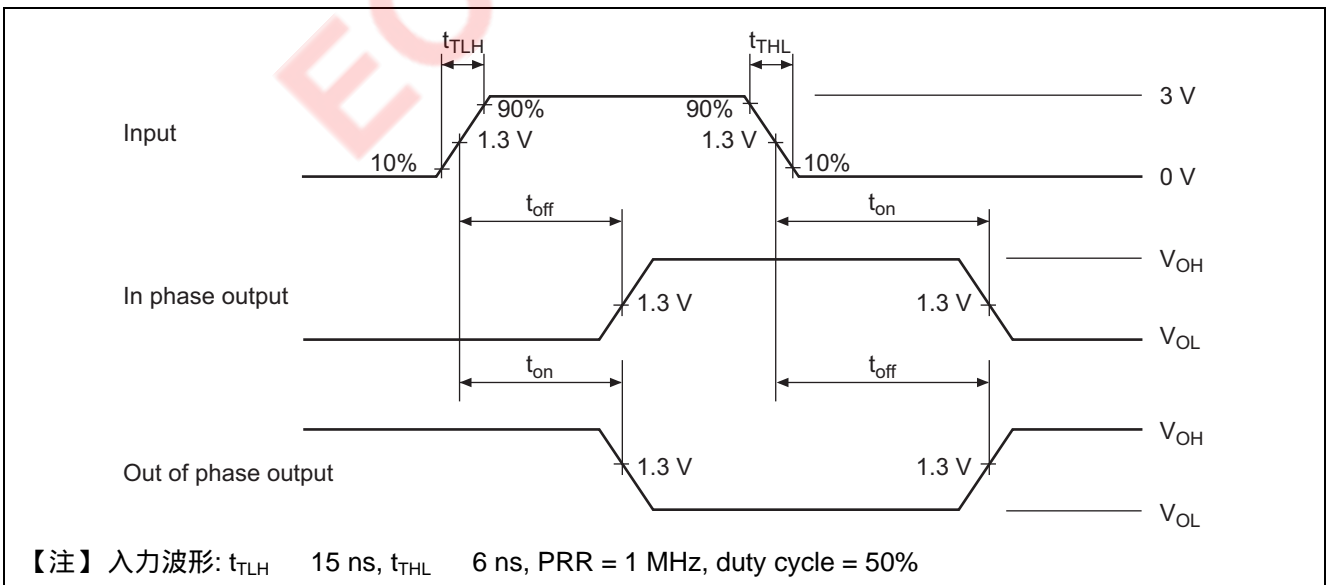 tTLH tTHL
90% 90% 3 V
Input 1.3 V 1.3 V
10% 10% 0 V
toff ton
VOH
In phase output 1.3 V 1.3 V
VOL
ton toff
VOH
Out of phase output 1.3 V 1.3 V
VOL
【注】入力波形: tTLH 15 ns, tTHL 6 ns, PRR = 1 MHz, duty cycle = 50%